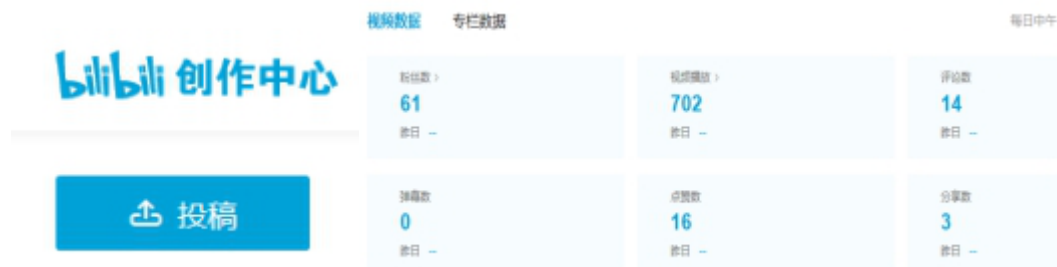 bilibili 创作中心
投稿
视频数据 专栏数据 每日中午
粉丝数 >
61
昨日 --
视频播放 >
702
昨日 --
评论数
14
昨日 --
弹幕数
0
昨日 --
点赞数
16
昨日 --
分享数
3
昨日 --